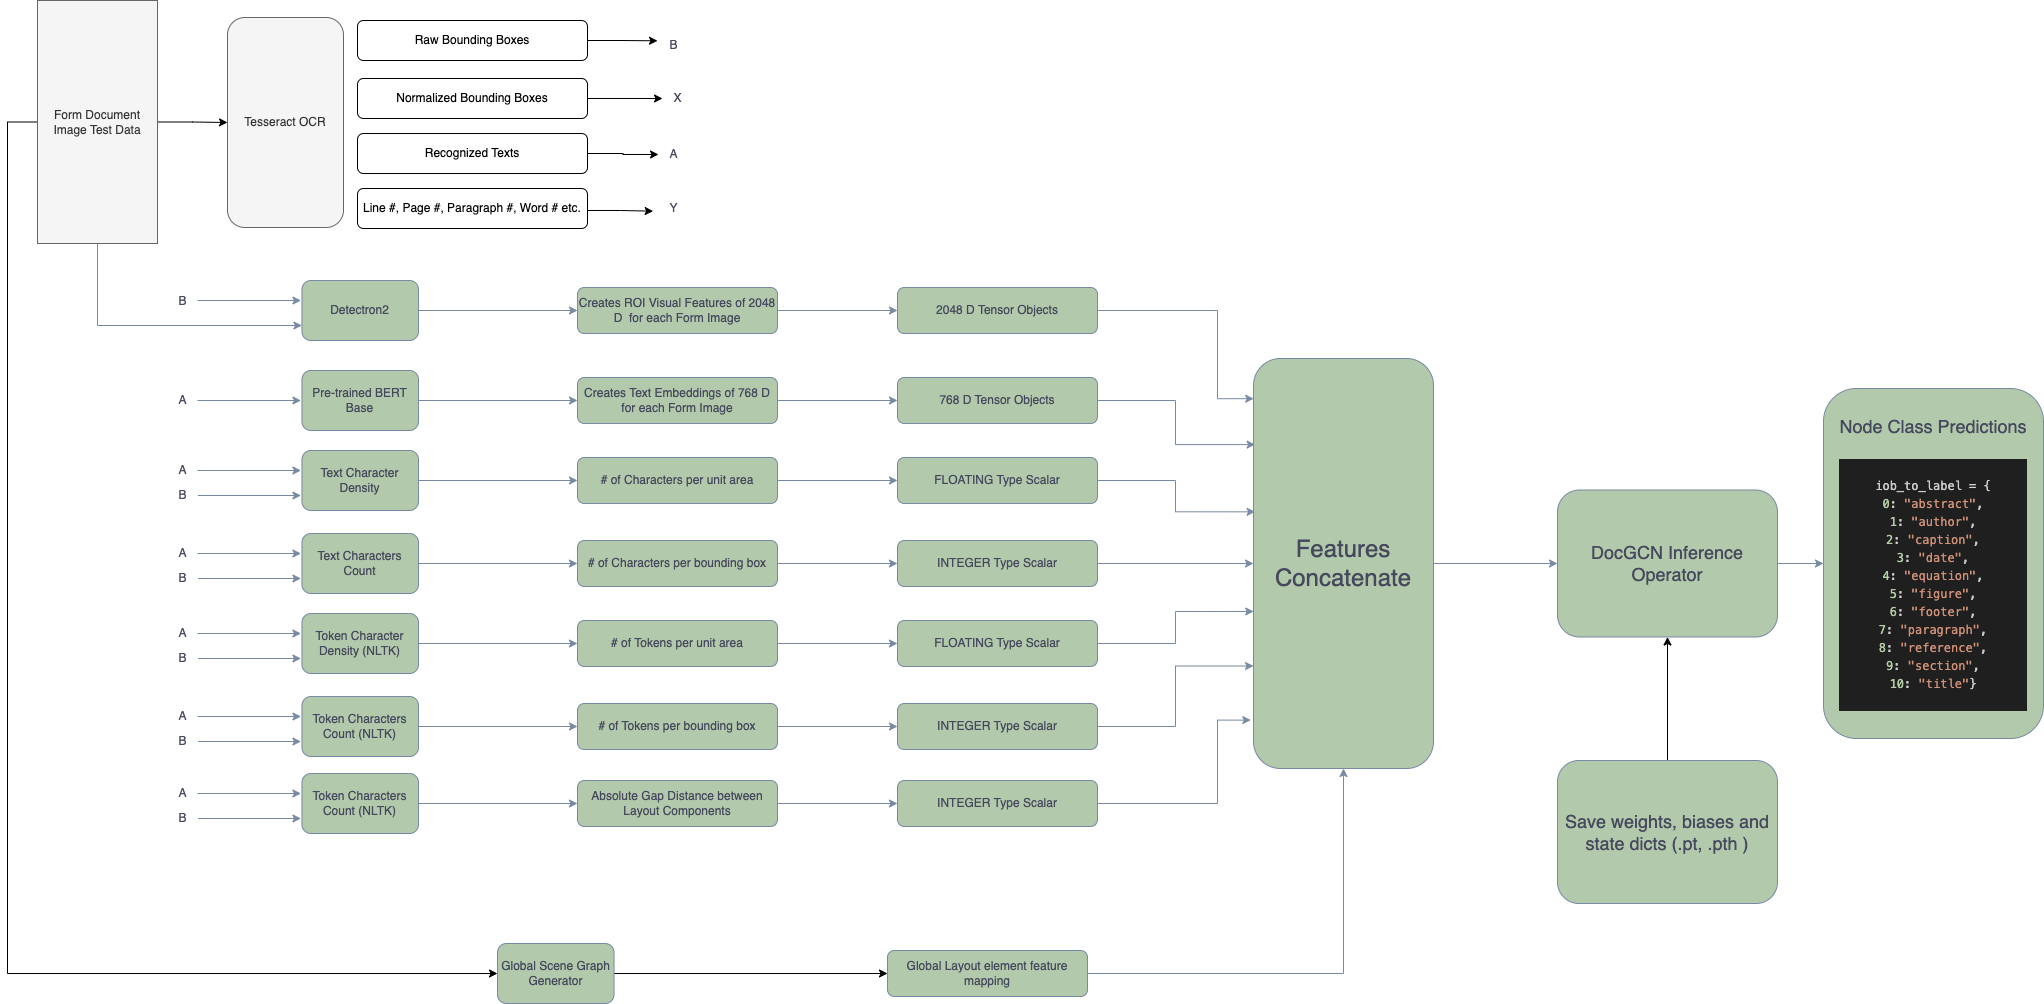 Form Document
Image Test Data
Tesseract OCR
Raw Bounding Boxes
B
Normalized Bounding Boxes
X
Recognized Texts
A
Line #, Page #, Paragraph #, Word # etc.
Y
B
Detectron2
Creates ROI Visual Features of 2048
D for each Form Image
2048 D Tensor Objects
A
Pre-trained BERT
Base
Creates Text Embeddings of 768 D
for each Form Image
768 D Tensor Objects
A
B
Text Character
Density
# of Characters per unit area
FLOATING Type Scalar
A
B
Text Characters
Count
# of Characters per bounding box
INTEGER Type Scalar
A
B
Token Character
Density (NLTK)
# of Tokens per unit area
FLOATING Type Scalar
A
B
Token Characters
Count (NLTK)
# of Tokens per bounding box
INTEGER Type Scalar
A
B
Token Characters
Count (NLTK)
Absolute Gap Distance between
Layout Components
INTEGER Type Scalar
Global Scene Graph
Generator
Global Layout element feature
mapping
Features
Concatenate
DocGCN Inference
Operator
Save weights, biases and
state dicts (.pt, .pth )
Node Class Predictions
iob_to_label = {
0: "abstract",
1: "author",
2: "caption",
3: "date",
4: "equation",
5: "figure",
6: "footer",
7: "paragraph",
8: "reference",
9: "section",
10: "title"}